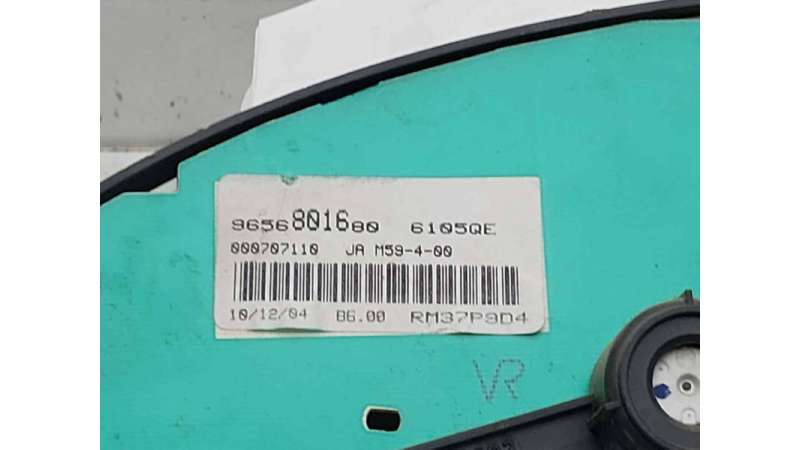 9656801680 6105QE
000707110 JA M59-4-00
10/12/04 B6.00 RM37P9D4
VR